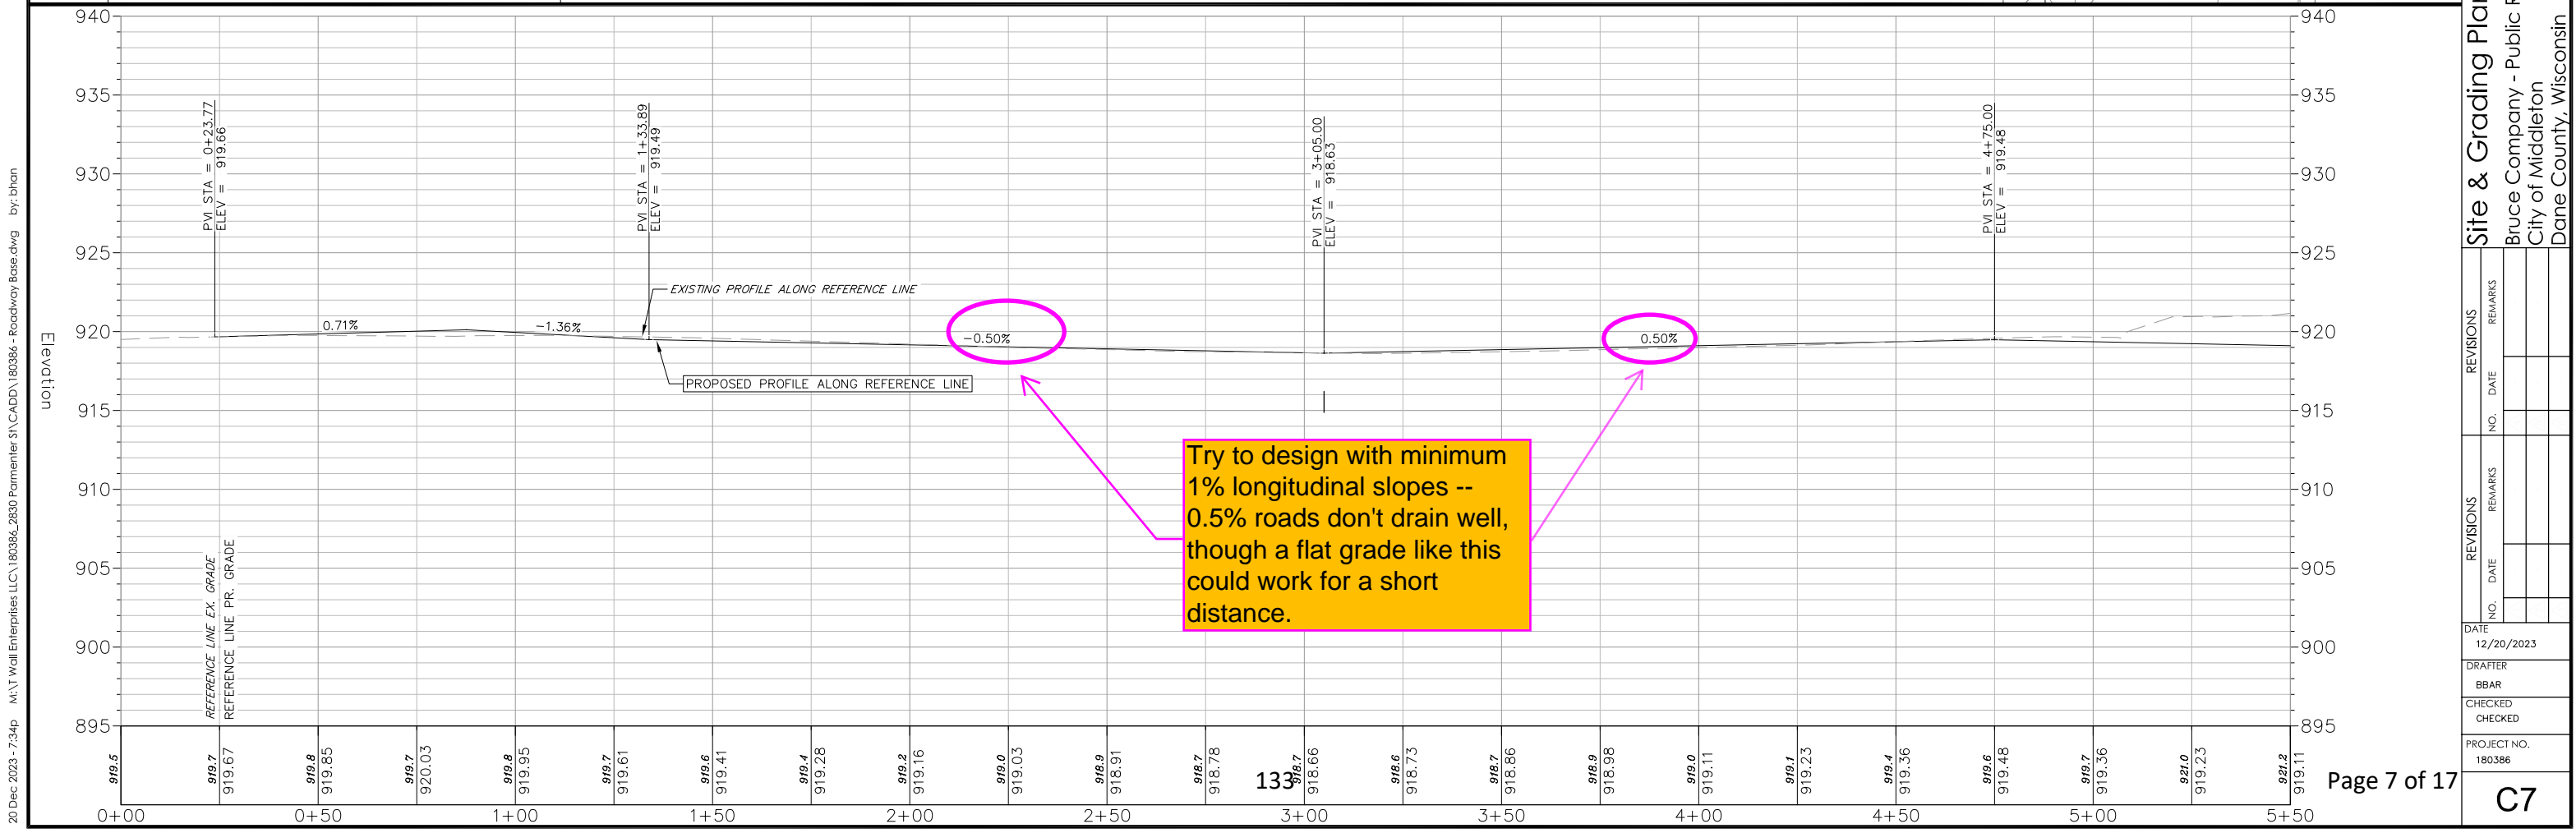 940
935
930
925
920
915
910
905
900
895
Elevation
940
935
930
925
920
915
910
905
900
895
PVI STA = 0+23.77
ELEV = 919.66
PVI STA = 1+33.89
ELEV = 919.49
PVI STA = 3+05.00
ELEV = 918.63
PVI STA = 4+75.00
ELEV = 919.48
EXISTING PROFILE ALONG REFERENCE LINE
0.71%
-1.36%
-0.50%
0.50%
PROPOSED PROFILE ALONG REFERENCE LINE
Try to design with minimum
1% longitudinal slopes --
0.5% roads don't drain well,
though a flat grade like this
could work for a short
distance.
REFERENCE LINE EX. GRADE
REFERENCE LINE PR. GRADE
919.5
919.7
919.67
919.8
919.85
919.7
920.03
919.8
919.95
919.7
919.61
919.6
919.41
919.4
919.28
919.2
919.16
919.0
919.03
918.9
918.91
918.7
918.78
918.7
918.66
918.6
918.73
918.7
918.86
918.9
918.98
919.0
919.11
919.1
919.23
919.4
919.36
919.6
919.48
919.7
919.36
921.0
919.23
921.2
919.11
133
Page 7 of 17
0+00
0+50
1+00
1+50
2+00
2+50
3+00
3+50
4+00
4+50
5+00
5+50
20 Dec 2023 - 7:34p M:\T Wall Enterprises LLC\180386_2830 Parmenter St\CADD\180386 - Roadway Base.dwg by: bhan
Site & Grading Plan
Bruce Company - Public
City of Middleton
Dane County, Wisconsin
REVISIONS
NO. DATE REMARKS
REVISIONS
NO. DATE REMARKS
DATE
12/20/2023
DRAFTER
BBAR
CHECKED
CHECKED
PROJECT NO.
180386
C7